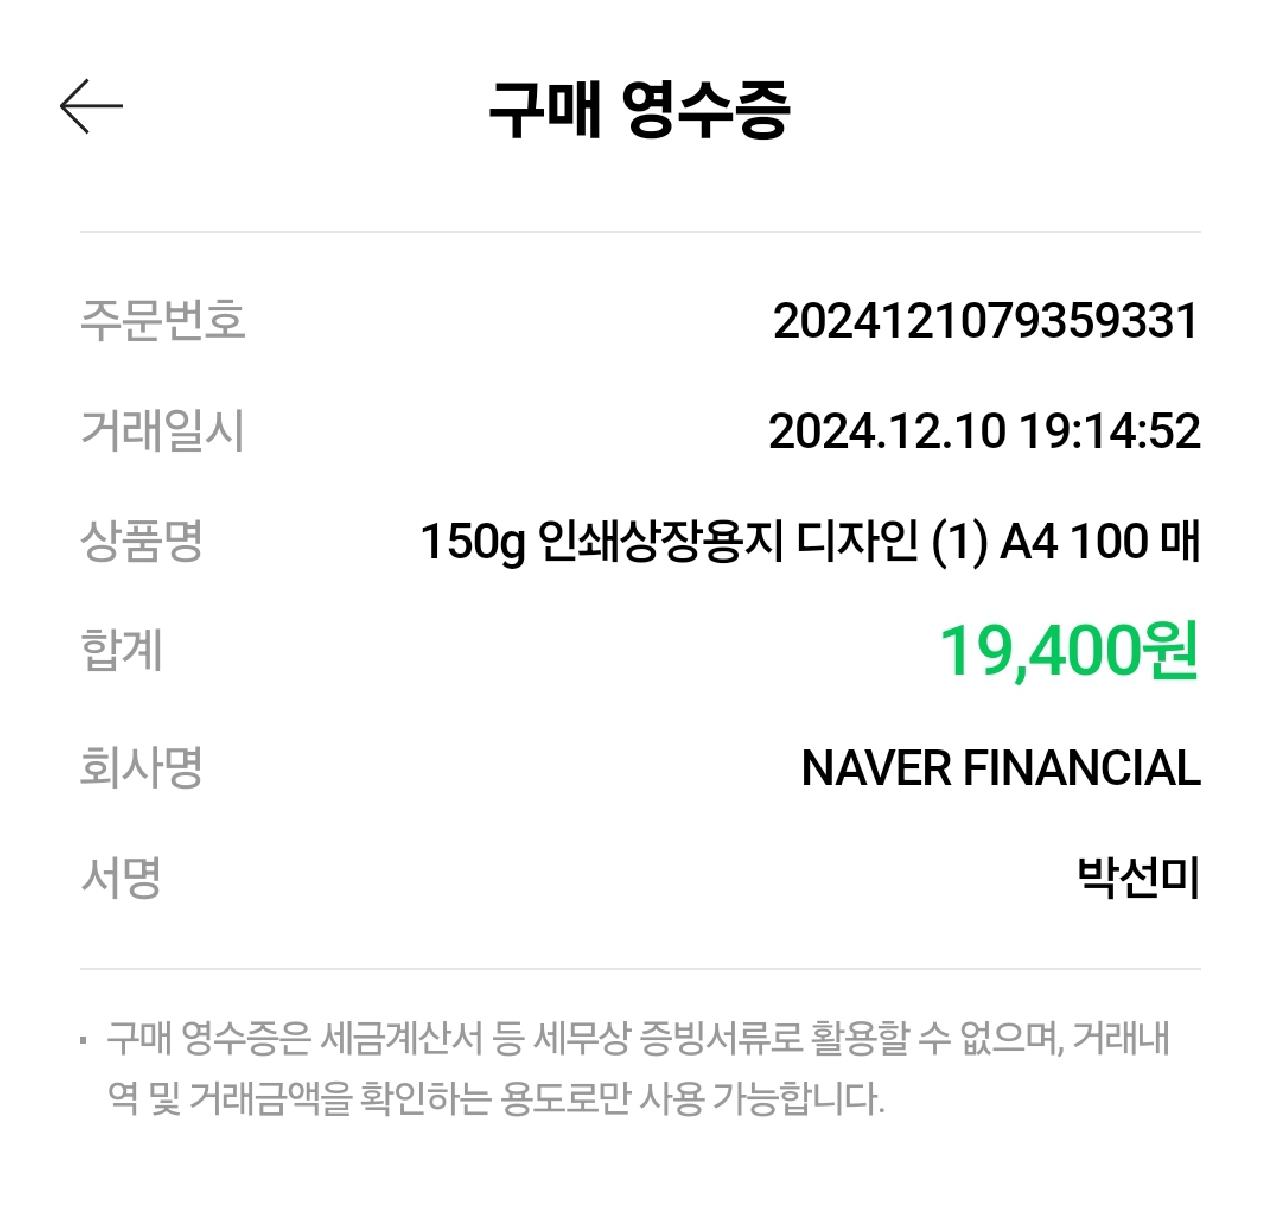 구매 영수증
주문번호 2024121079359331
거래일시 2024.12.10 19:14:52
상품명 150g 인쇄상장용지 디자인 (1) A4 100 매
합계 19,400원
회사명 NAVER FINANCIAL
서명 박선미
· 구매 영수증은 세금계산서 등 세무상 증빙서류로 활용할 수 없으며, 거래내
역 및 거래금액을 확인하는 용도로만 사용 가능합니다.